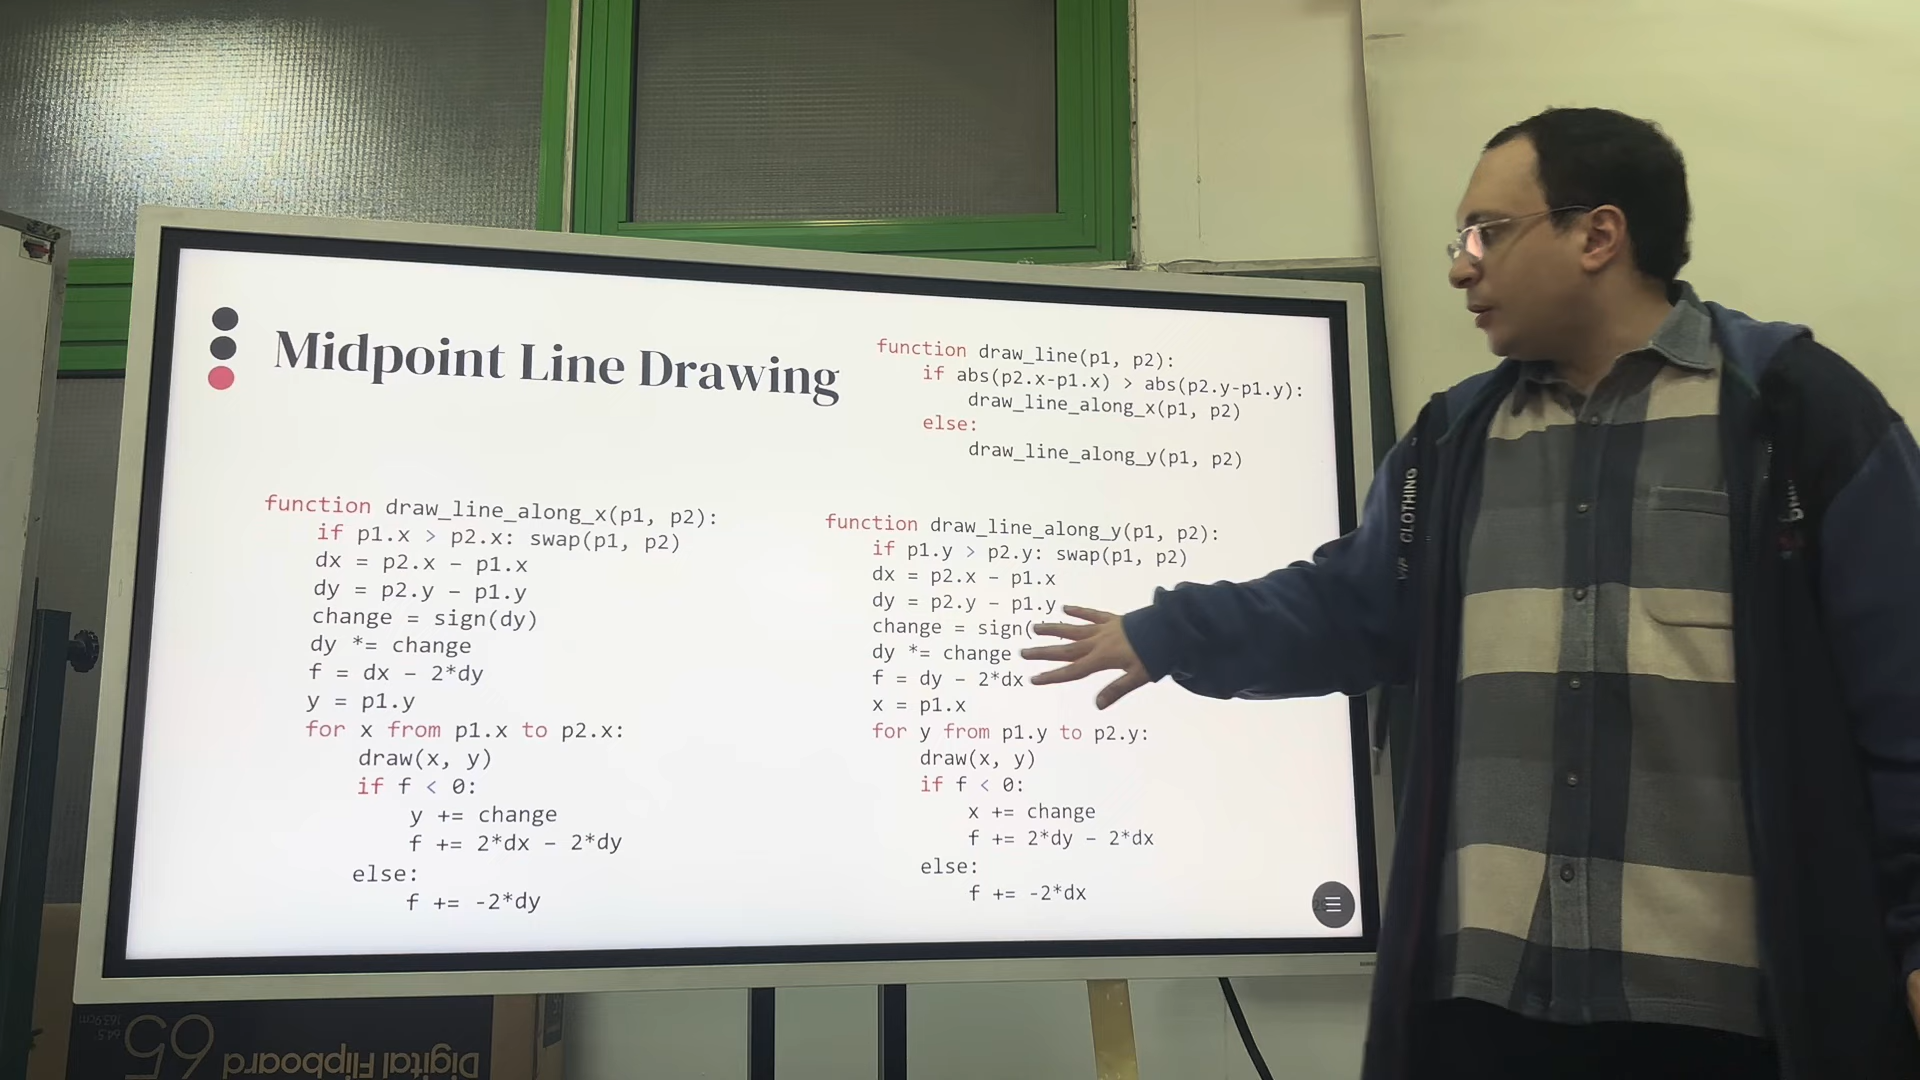 Midpoint Line Drawing
function draw_line(p1, p2):
if abs(p2.x-p1.x) > abs(p2.y-p1.y):
draw_line_along_x(p1, p2)
else:
draw_line_along_y(p1, p2)
function draw_line_along_x(p1, p2):
if p1.x > p2.x: swap(p1, p2)
dx = p2.x - p1.x
dy = p2.y - p1.y
change = sign(dy)
dy *= change
f = dx - 2*dy
y = p1.y
for x from p1.x to p2.x:
draw(x, y)
if f < 0:
y += change
f += 2*dx - 2*dy
else:
f += -2*dy
function draw_line_along_y(p1, p2):
if p1.y > p2.y: swap(p1, p2)
dx = p2.x - p1.x
dy = p2.y - p1.y
change = sign(
dy *= change
f = dy - 2*dx
x = p1.x
for y from p1.y to p2.y:
draw(x, y)
if f < 0:
x += change
f += 2*dy - 2*dx
else:
f += -2*dx
VIP CLOTHING
64.5"
163.9cm
65
Digital Flipboard